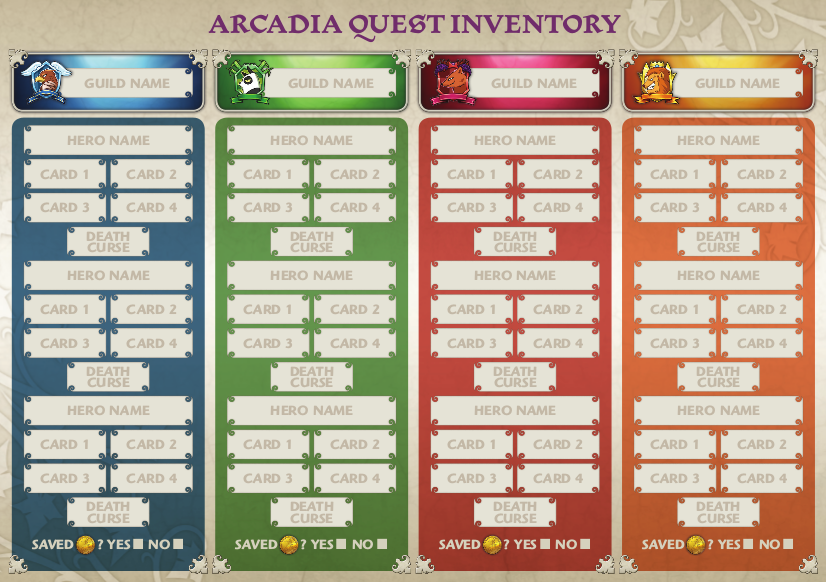 ARCADIA QUEST INVENTORY
GUILD NAME GUILD NAME GUILD NAME GUILD NAME
HERO NAME HERO NAME HERO NAME HERO NAME
CARD 1 CARD 2 CARD 1 CARD 2 CARD 1 CARD 2 CARD 1 CARD 2
CARD 3 CARD 4 CARD 3 CARD 4 CARD 3 CARD 4 CARD 3 CARD 4
DEATH DEATH DEATH DEATH
CURSE CURSE CURSE CURSE
HERO NAME HERO NAME HERO NAME HERO NAME
CARD 1 CARD 2 CARD 1 CARD 2 CARD 1 CARD 2 CARD 1 CARD 2
CARD 3 CARD 4 CARD 3 CARD 4 CARD 3 CARD 4 CARD 3 CARD 4
DEATH DEATH DEATH DEATH
CURSE CURSE CURSE CURSE
HERO NAME HERO NAME HERO NAME HERO NAME
CARD 1 CARD 2 CARD 1 CARD 2 CARD 1 CARD 2 CARD 1 CARD 2
CARD 3 CARD 4 CARD 3 CARD 4 CARD 3 CARD 4 CARD 3 CARD 4
DEATH DEATH DEATH DEATH
CURSE CURSE CURSE CURSE
SAVED ? YES NO SAVED ? YES NO SAVED ? YES NO SAVED ? YES NO